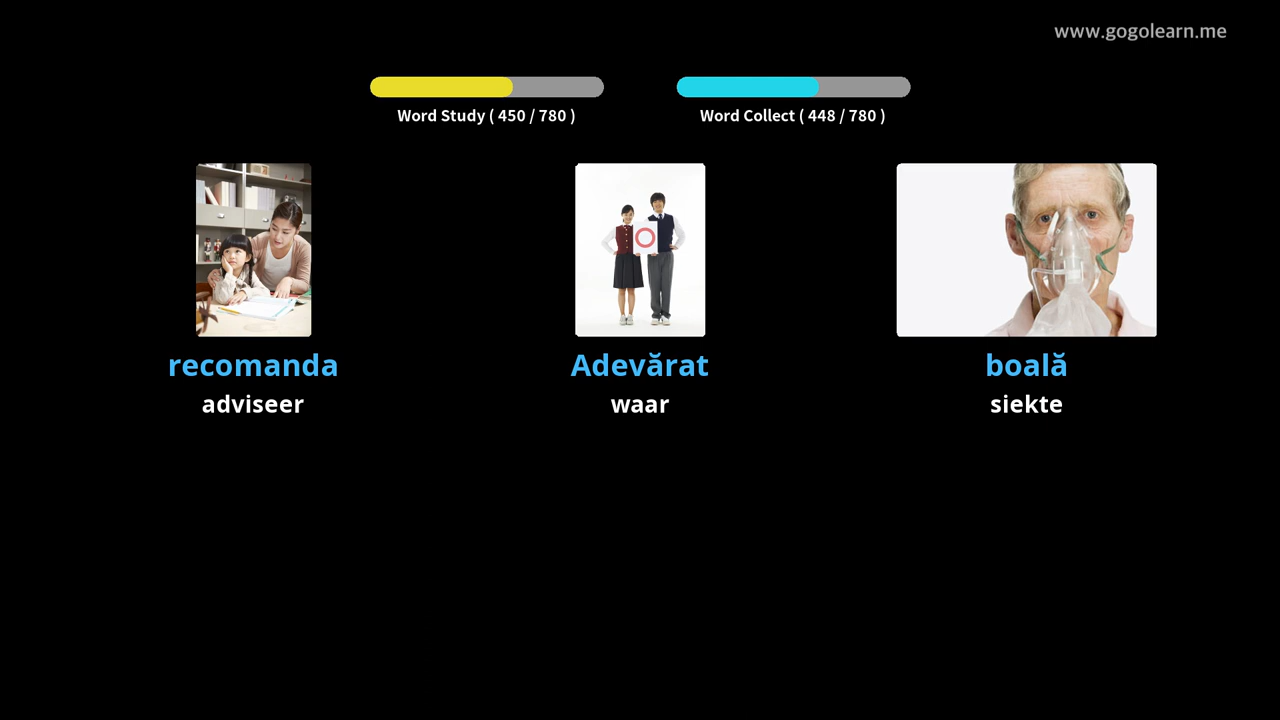 www.gogolearn.me
Word Study ( 450 / 780 )
Word Collect ( 448 / 780 )
recomanda
adviseer
Adevărat
waar
boală
siekte